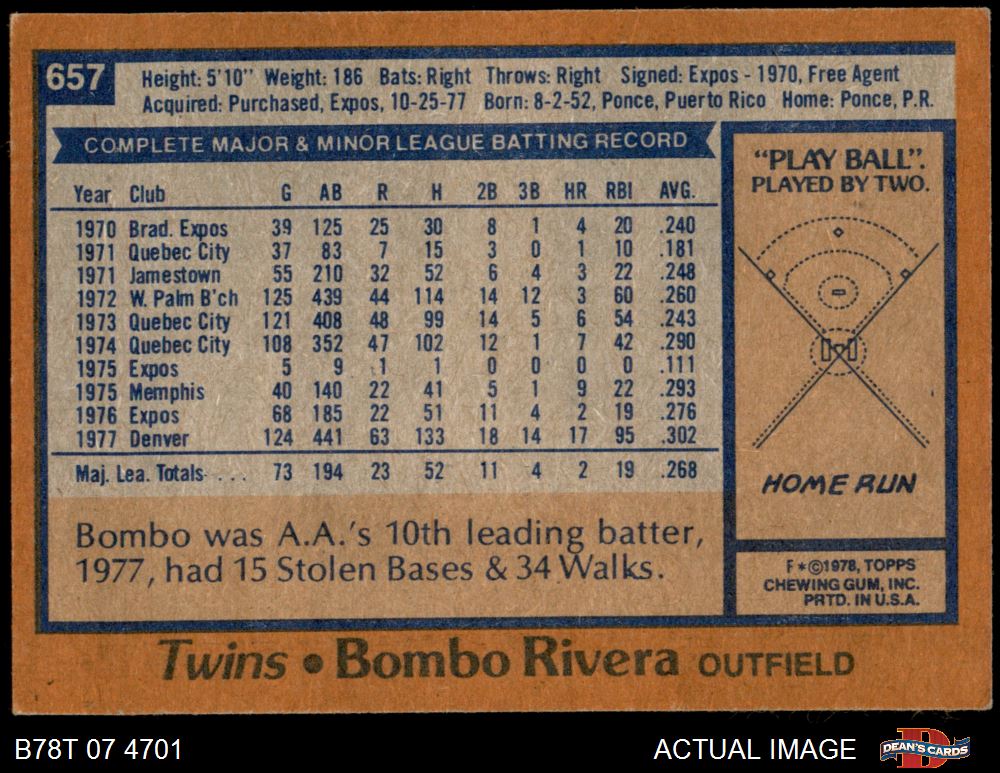 657
Height: 5'10" Weight: 186 Bats: Right Throws: Right Signed: Expos - 1970, Free Agent
Acquired: Purchased, Expos, 10-25-77 Born: 8-2-52, Ponce, Puerto Rico Home: Ponce, P.R.
COMPLETE MAJOR & MINOR LEAGUE BATTING RECORD
Year Club G AB R H 2B 3B HR RBI AVG.
1970 Brad. Expos 39 125 25 30 8 1 4 20 .240
1971 Quebec City 37 83 7 15 3 0 1 10 .181
1971 Jamestown 55 210 32 52 6 4 3 22 .248
1972 W. Palm B'ch 125 439 44 114 14 12 3 60 .260
1973 Quebec City 121 408 48 99 14 5 6 54 .243
1974 Quebec City 108 352 47 102 12 1 7 42 .290
1975 Expos 5 9 1 1 0 0 0 0 .111
1975 Memphis 40 140 22 41 5 1 9 22 .293
1976 Expos 68 185 22 51 11 4 2 19 .276
1977 Denver 124 441 63 133 18 14 17 95 .302
Maj. Lea. Totals . . . . 73 194 23 52 11 4 2 19 .268
Bombo was A.A.'s 10th leading batter,
1977, had 15 Stolen Bases & 34 Walks.
"PLAY BALL".
PLAYED BY TWO.
HOME RUN
F*©1978, TOPPS
CHEWING GUM, INC.
PRTD. IN U.S.A.
Twins • Bombo Rivera OUTFIELD
B78T 07 4701
ACTUAL IMAGE
DEAN'S CARDS